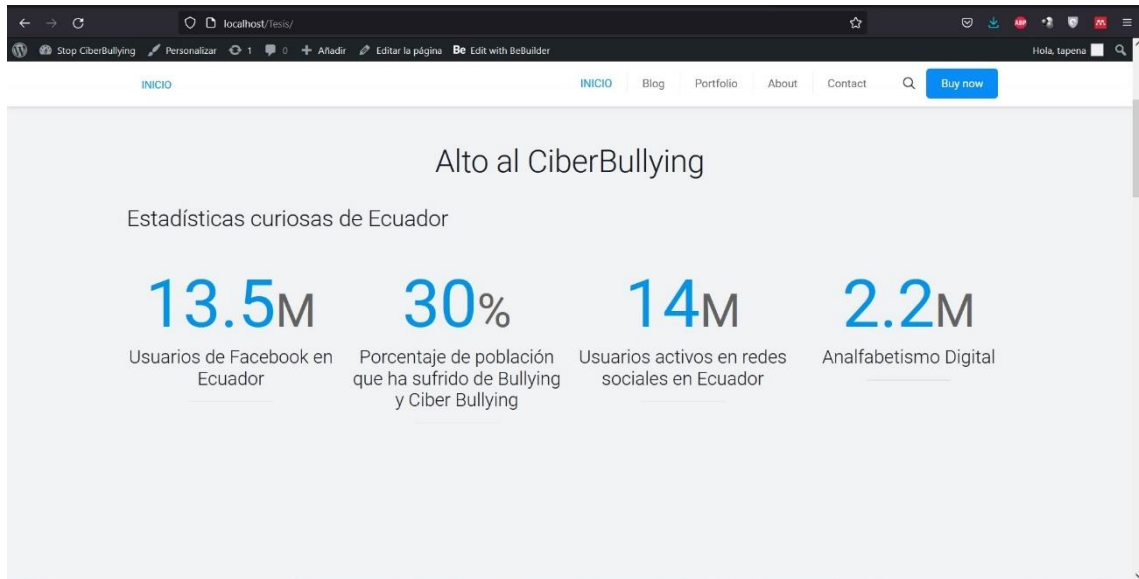 localhost/Tesis/
Stop CiberBullying Personalizar 1 0 Añadir Editar la página Be Edit with BeBuilder Hola, tapena
INICIO INICIO Blog Portfolio About Contact Buy now
Alto al CiberBullying
Estadísticas curiosas de Ecuador
13.5M 30% 14M 2.2M
Usuarios de Facebook en
Ecuador
Porcentaje de población
que ha sufrido de Bullying
y Ciber Bullying
Usuarios activos en redes
sociales en Ecuador
Analfabetismo Digital